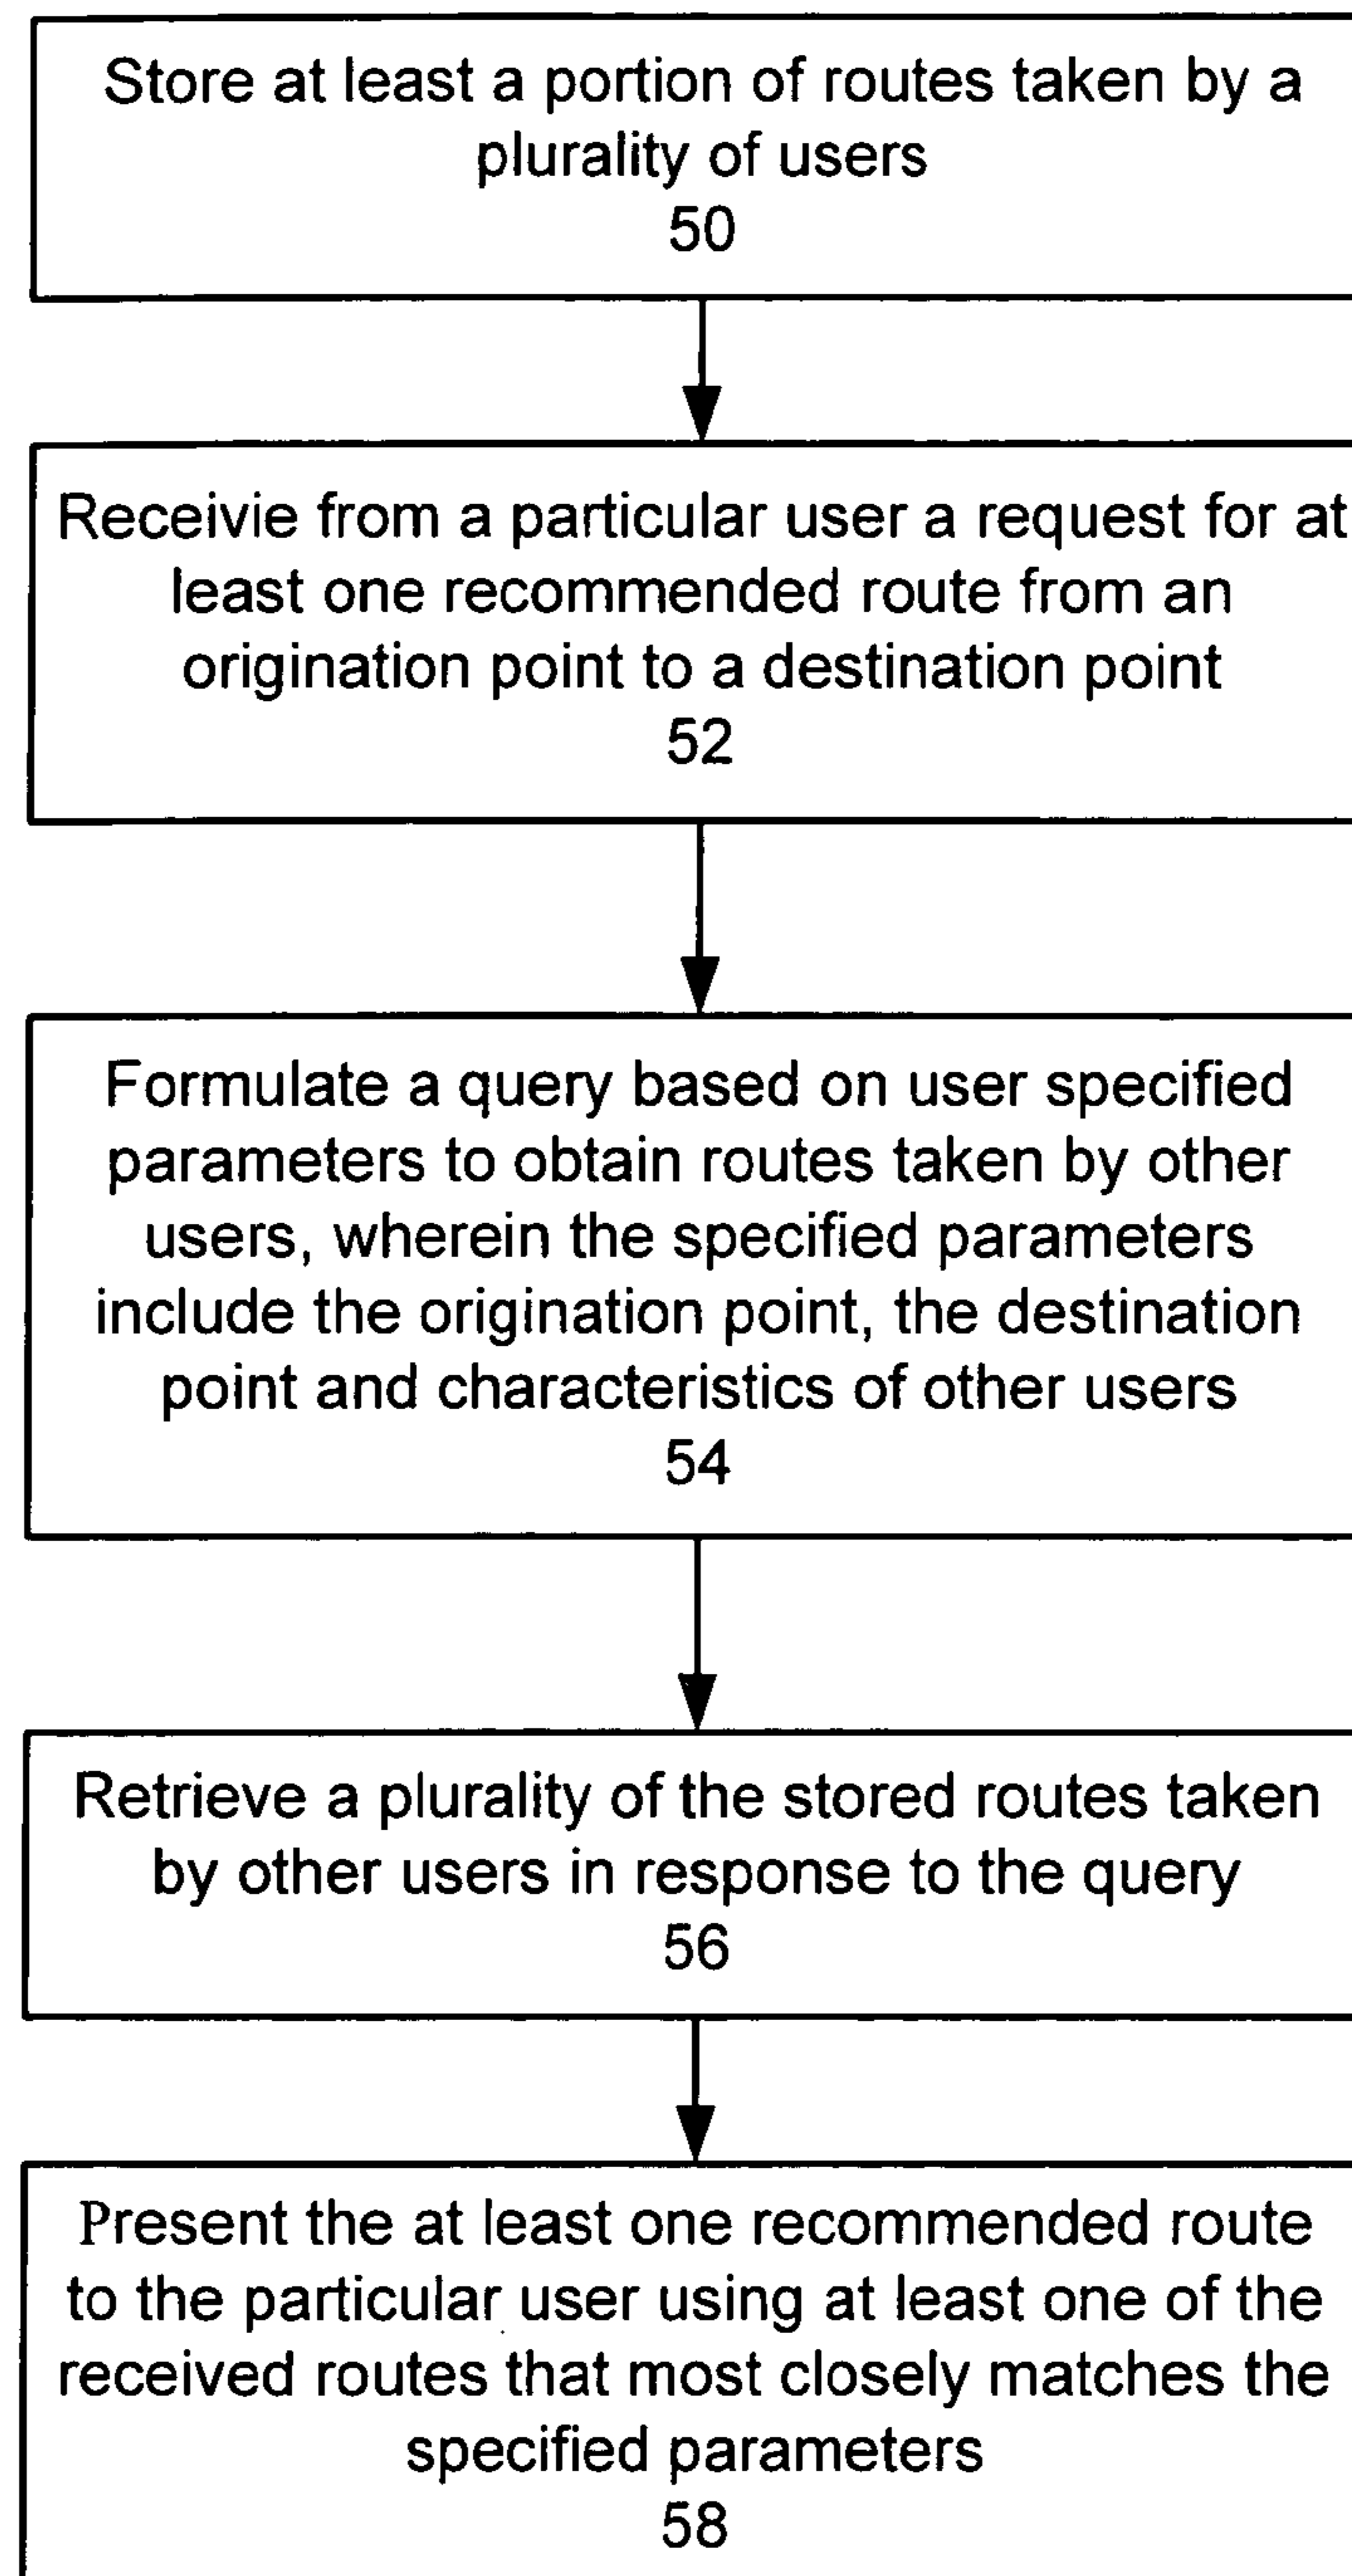 Store at least a portion of routes taken by a
plurality of users
50
Receivie from a particular user a request for at
least one recommended route from an
origination point to a destination point
52
Formulate a query based on user specified
parameters to obtain routes taken by other
users, wherein the specified parameters
include the origination point, the destination
point and characteristics of other users
54
Retrieve a plurality of the stored routes taken
by other users in response to the query
56
Present the at least one recommended route
to the particular user using at least one of the
received routes that most closely matches the
specified parameters
58